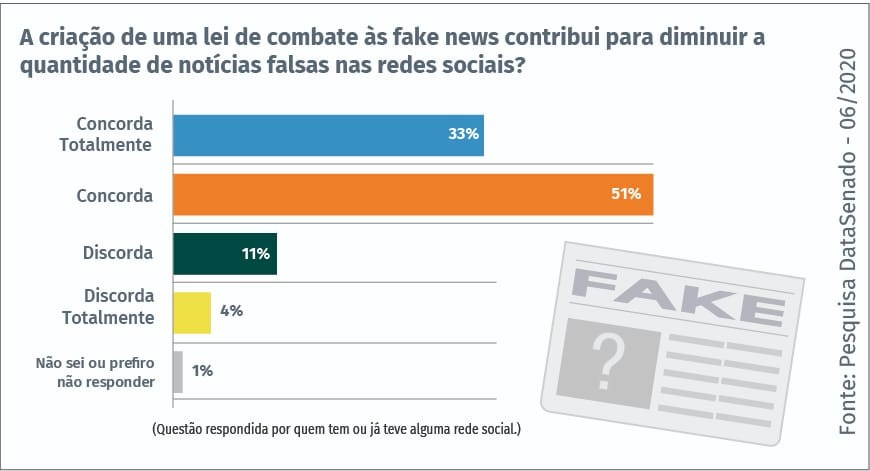 A criação de uma lei de combate às fake news contribui para diminuir a
quantidade de notícias falsas nas redes sociais?
Concorda
Totalmente
33%
Concorda
51%
Discorda
11%
Discorda
Totalmente
4%
Não sei ou prefiro
não responder
1%
(Questão respondida por quem tem ou já teve alguma rede social.)
FAKE
?
Fonte: Pesquisa DataSenado - 06/2020